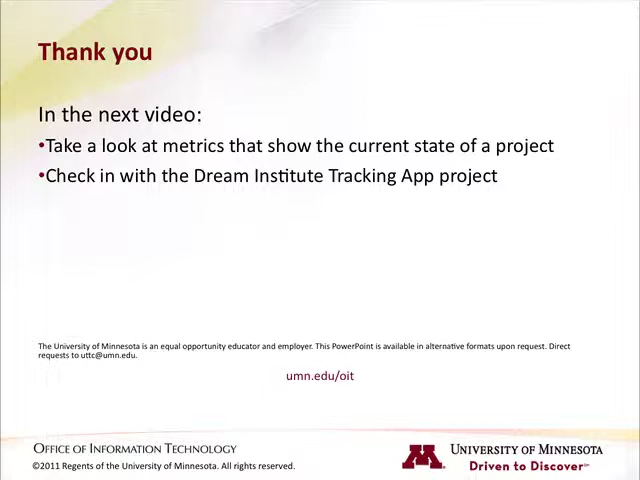 Thank you
In the next video:
•Take a look at metrics that show the current state of a project
•Check in with the Dream Institute Tracking App project
The University of Minnesota is an equal opportunity educator and employer. This PowerPoint is available in alternative formats upon request. Direct
requests to uttc@umn.edu.
umn.edu/oit
OFFICE OF INFORMATION TECHNOLOGY
©2011 Regents of the University of Minnesota. All rights reserved.
M
UNIVERSITY OF MINNESOTA
Driven to Discover℠